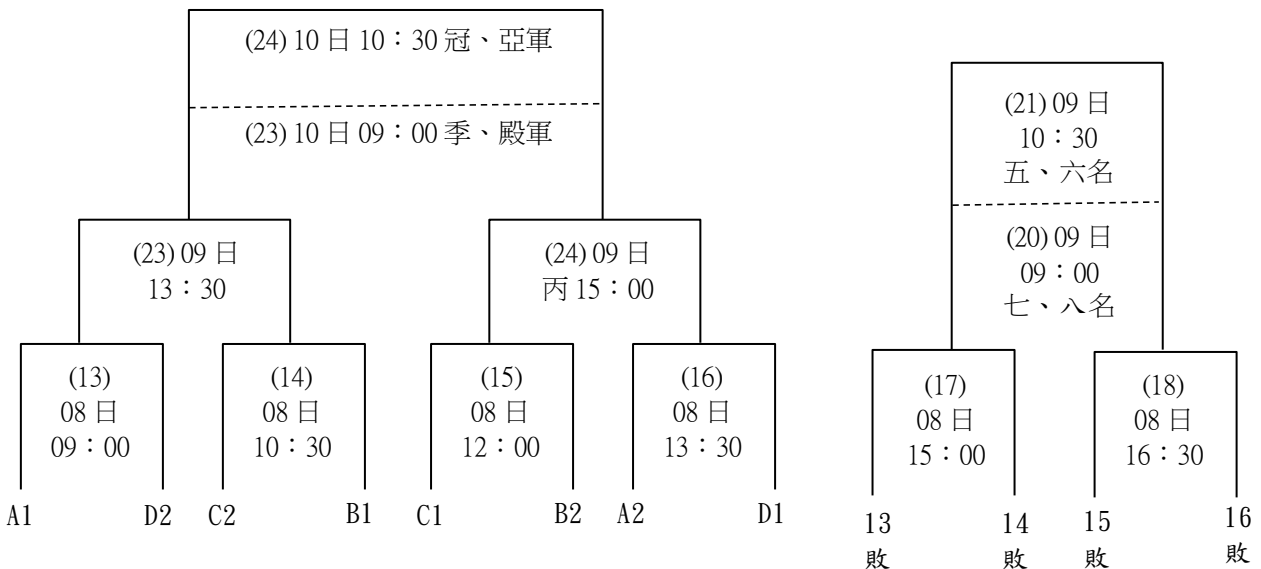 (24) 10 日 10：30 冠、亞軍
(23) 10 日 09：00 季、殿軍
(23) 09 日
13：30
(24) 09 日
丙 15：00
(13)
08 日
09：00
(14)
08 日
10：30
(15)
08 日
12：00
(16)
08 日
13：30
A1
D2
C2
B1
C1
B2
A2
D1
(21) 09 日
10：30
五、六名
(20) 09 日
09：00
七、八名
(17)
08 日
15：00
(18)
08 日
16：30
13
敗
14
敗
15
敗
16
敗